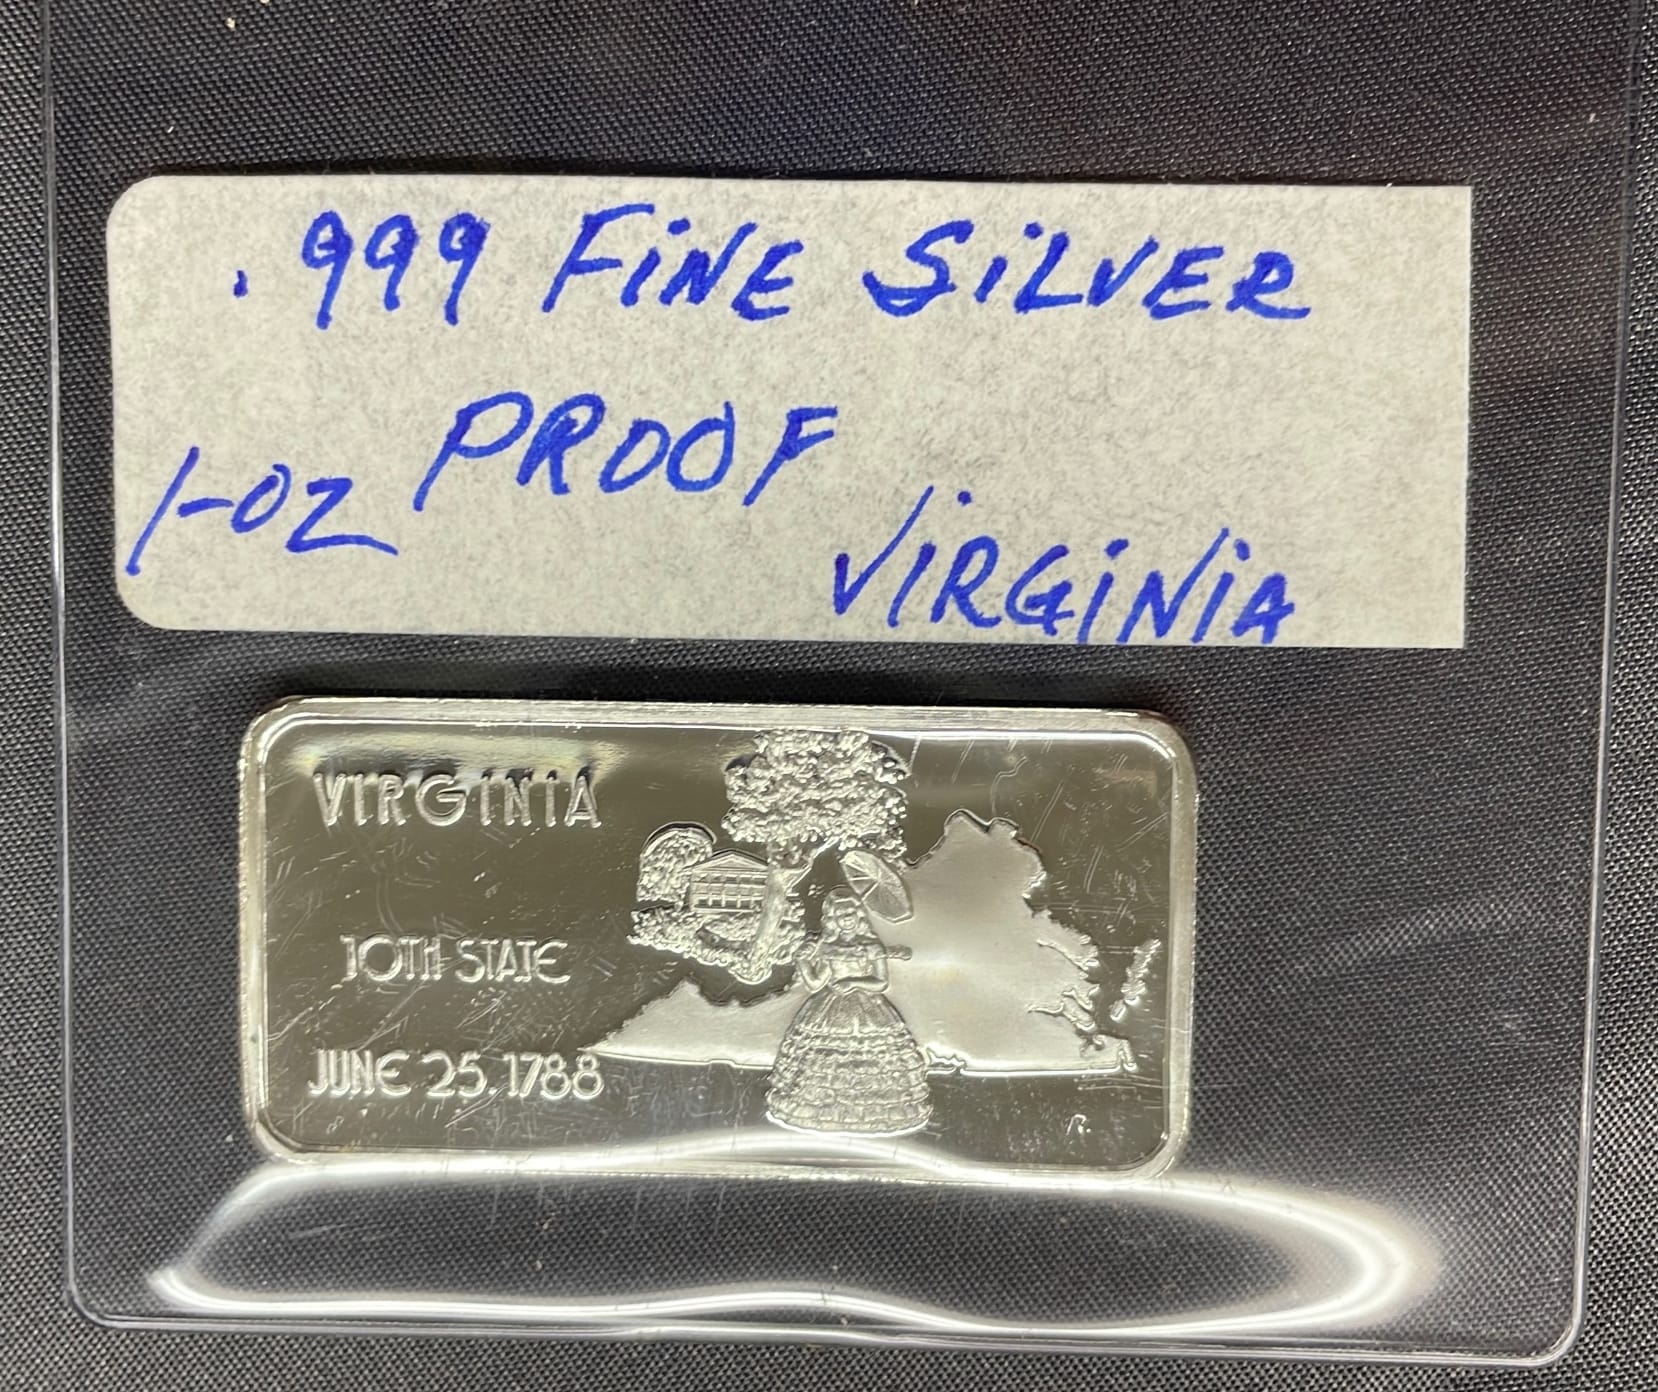 .999 FiNE SiLVER
PROOF
1-OZ
ViRGiNiA
VIRGINIA
10TH STATE
JUNE 25, 1788
R.